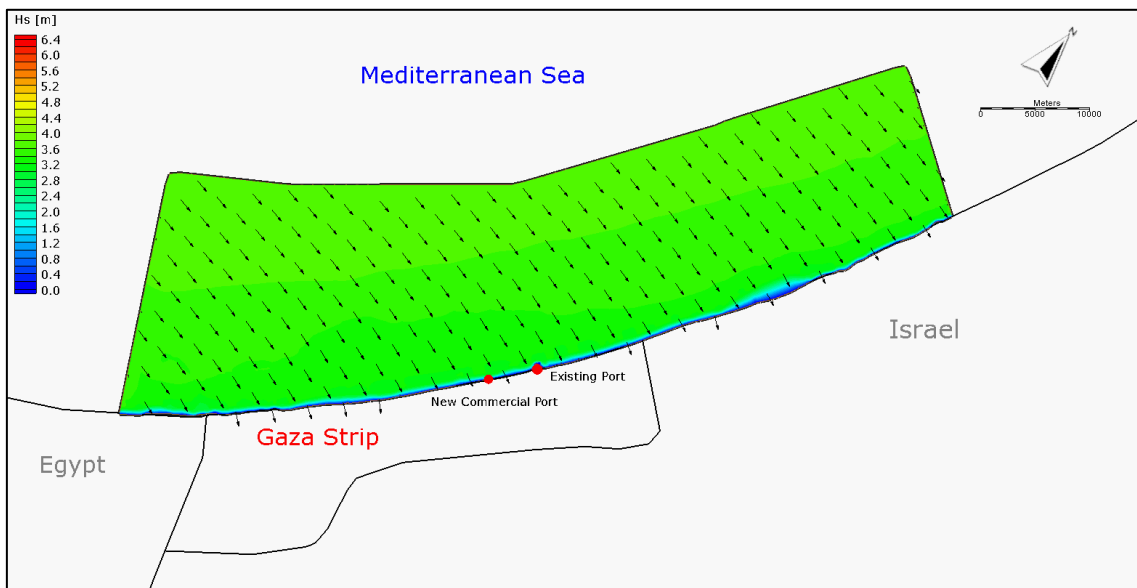 Hs [m]
6.4
6.0
5.6
5.2
4.8
4.4
4.0
3.6
3.2
2.8
2.4
2.0
1.6
1.2
0.8
0.4
0.0
Mediterranean Sea
N
Meters
0 5000 10000
Israel
Existing Port
New Commercial Port
Gaza Strip
Egypt